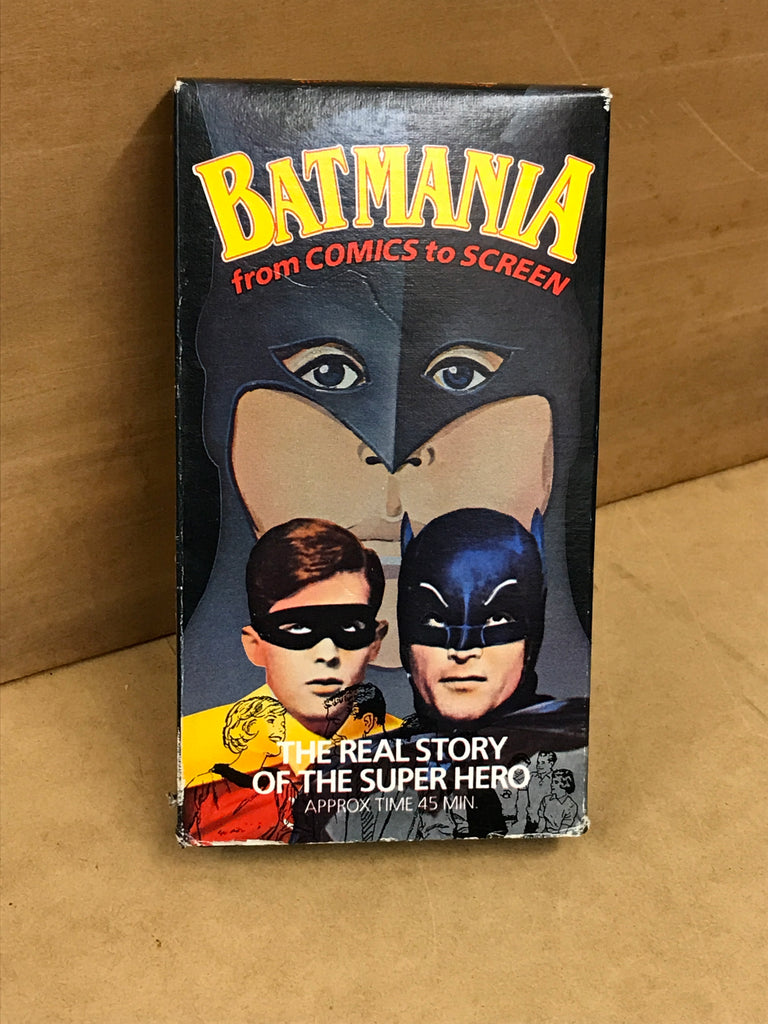 BATMANIA
from COMICS to SCREEN
THE REAL STORY
OF THE SUPER HERO
APPROX. TIME 45 MIN.